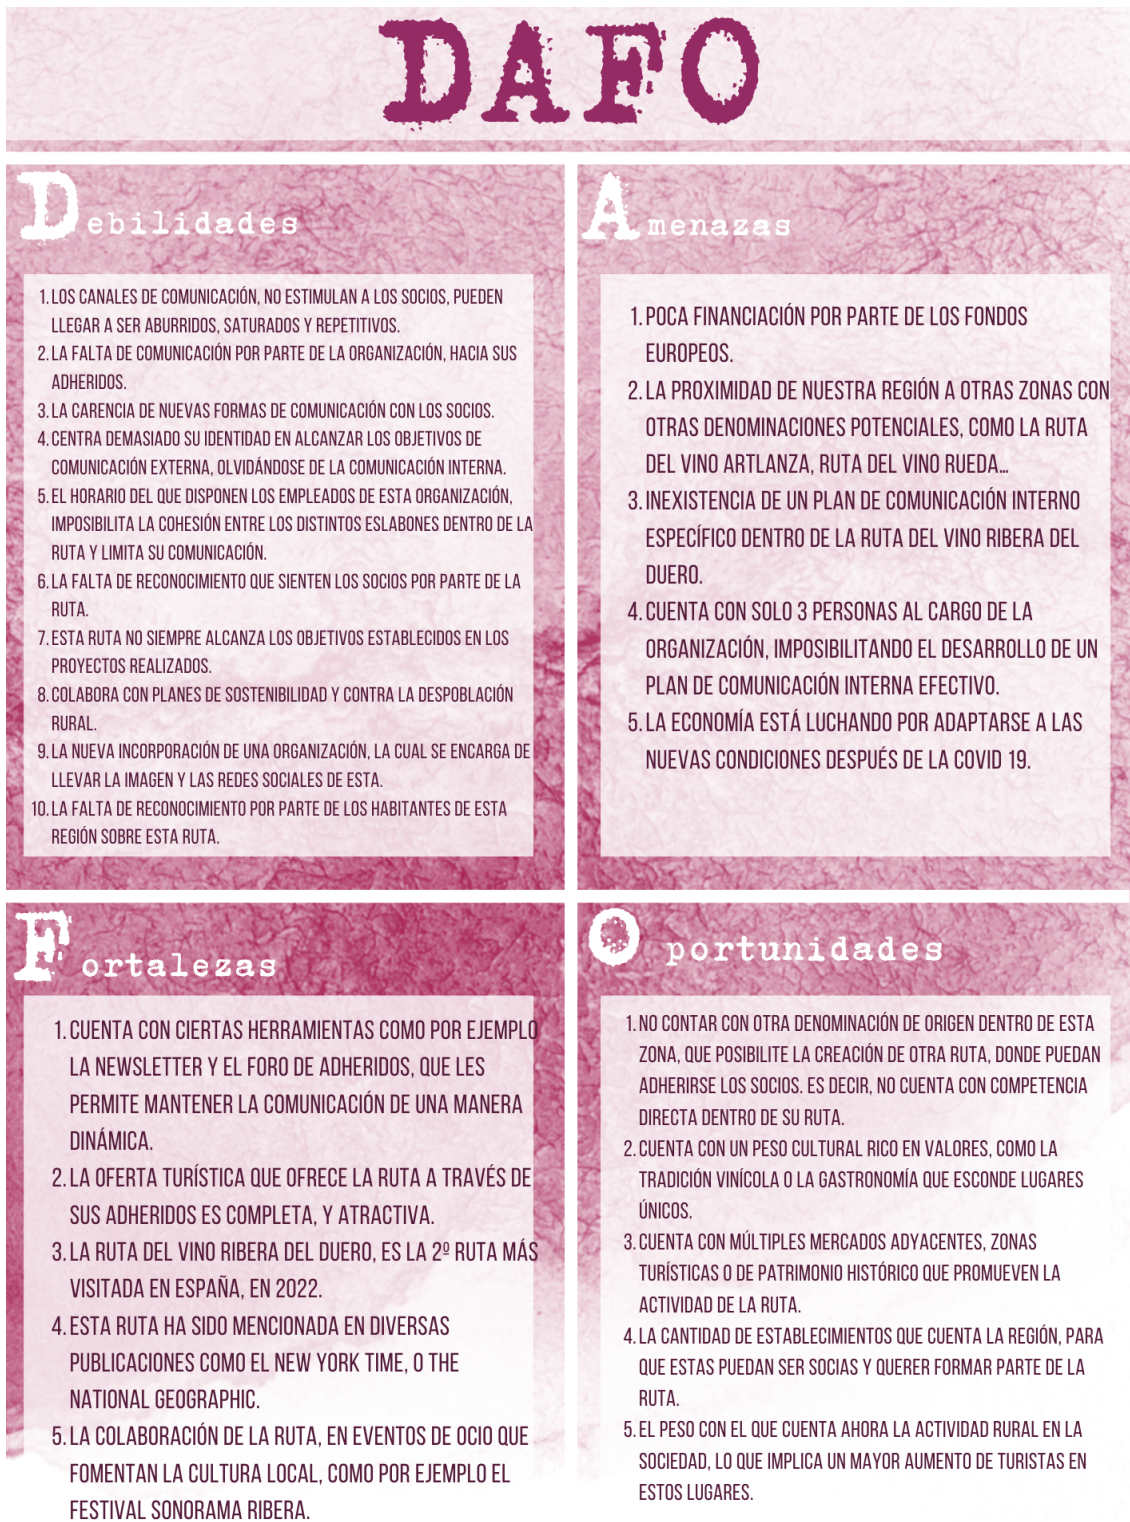 DAFO
Debilidades
1. LOS CANALES DE COMUNICACIÓN, NO ESTIMULAN A LOS SOCIOS, PUEDEN
LLEGAR A SER ABURRIDOS, SATURADOS Y REPETITIVOS.
2. LA FALTA DE COMUNICACIÓN POR PARTE DE LA ORGANIZACIÓN, HACIA SUS
ADHERIDOS.
3. LA CARENCIA DE NUEVAS FORMAS DE COMUNICACIÓN CON LOS SOCIOS.
4. CENTRA DEMASIADO SU IDENTIDAD EN ALCANZAR LOS OBJETIVOS DE
COMUNICACIÓN EXTERNA, OLVIDÁNDOSE DE LA COMUNICACIÓN INTERNA.
5. EL HORARIO DEL QUE DISPONEN LOS EMPLEADOS DE ESTA ORGANIZACIÓN,
IMPOSIBILITA LA COHESIÓN ENTRE LOS DISTINTOS ESLABONES DENTRO DE LA
RUTA Y LIMITA SU COMUNICACIÓN.
6. LA FALTA DE RECONOCIMIENTO QUE SIENTEN LOS SOCIOS POR PARTE DE LA
RUTA.
7. ESTA RUTA NO SIEMPRE ALCANZA LOS OBJETIVOS ESTABLECIDOS EN LOS
PROYECTOS REALIZADOS.
8. COLABORA CON PLANES DE SOSTENIBILIDAD Y CONTRA LA DESPOBLACIÓN
RURAL.
9. LA NUEVA INCORPORACIÓN DE UNA ORGANIZACIÓN, LA CUAL SE ENCARGA DE
LLEVAR LA IMAGEN Y LAS REDES SOCIALES DE ESTA.
10. LA FALTA DE RECONOCIMIENTO POR PARTE DE LOS HABITANTES DE ESTA
REGIÓN SOBRE ESTA RUTA.
Amenazas
1. POCA FINANCIACIÓN POR PARTE DE LOS FONDOS
EUROPEOS.
2. LA PROXIMIDAD DE NUESTRA REGIÓN A OTRAS ZONAS CON
OTRAS DENOMINACIONES POTENCIALES, COMO LA RUTA
DEL VINO ARTLANZA, RUTA DEL VINO RUEDA...
3. INEXISTENCIA DE UN PLAN DE COMUNICACIÓN INTERNO
ESPECÍFICO DENTRO DE LA RUTA DEL VINO RIBERA DEL
DUERO.
4. CUENTA CON SOLO 3 PERSONAS AL CARGO DE LA
ORGANIZACIÓN, IMPOSIBILITANDO EL DESARROLLO DE UN
PLAN DE COMUNICACIÓN INTERNA EFECTIVO.
5. LA ECONOMÍA ESTÁ LUCHANDO POR ADAPTARSE A LAS
NUEVAS CONDICIONES DESPUÉS DE LA COVID 19.
Fortalezas
1. CUENTA CON CIERTAS HERRAMIENTAS COMO POR EJEMPLO
LA NEWSLETTER Y EL FORO DE ADHERIDOS, QUE LES
PERMITE MANTENER LA COMUNICACIÓN DE UNA MANERA
DINÁMICA.
2. LA OFERTA TURÍSTICA QUE OFRECE LA RUTA A TRAVÉS DE
SUS ADHERIDOS ES COMPLETA, Y ATRACTIVA.
3. LA RUTA DEL VINO RIBERA DEL DUERO, ES LA 2º RUTA MÁS
VISITADA EN ESPAÑA, EN 2022.
4. ESTA RUTA HA SIDO MENCIONADA EN DIVERSAS
PUBLICACIONES COMO EL NEW YORK TIME, O THE
NATIONAL GEOGRAPHIC.
5. LA COLABORACIÓN DE LA RUTA, EN EVENTOS DE OCIO QUE
FOMENTAN LA CULTURA LOCAL, COMO POR EJEMPLO EL
FESTIVAL SONORAMA RIBERA.
Oportunidades
1. NO CONTAR CON OTRA DENOMINACIÓN DE ORIGEN DENTRO DE ESTA
ZONA, QUE POSIBILITE LA CREACIÓN DE OTRA RUTA, DONDE PUEDAN
ADHERIRSE LOS SOCIOS. ES DECIR, NO CUENTA CON COMPETENCIA
DIRECTA DENTRO DE SU RUTA.
2. CUENTA CON UN PESO CULTURAL RICO EN VALORES, COMO LA
TRADICIÓN VINÍCOLA O LA GASTRONOMÍA QUE ESCONDE LUGARES
ÚNICOS.
3. CUENTA CON MÚLTIPLES MERCADOS ADYACENTES, ZONAS
TURÍSTICAS O DE PATRIMONIO HISTÓRICO QUE PROMUEVEN LA
ACTIVIDAD DE LA RUTA.
4. LA CANTIDAD DE ESTABLECIMIENTOS QUE CUENTA LA REGIÓN, PARA
QUE ESTAS PUEDAN SER SOCIAS Y QUERER FORMAR PARTE DE LA
RUTA.
5. EL PESO CON EL QUE CUENTA AHORA LA ACTIVIDAD RURAL EN LA
SOCIEDAD, LO QUE IMPLICA UN MAYOR AUMENTO DE TURISTAS EN
ESTOS LUGARES.